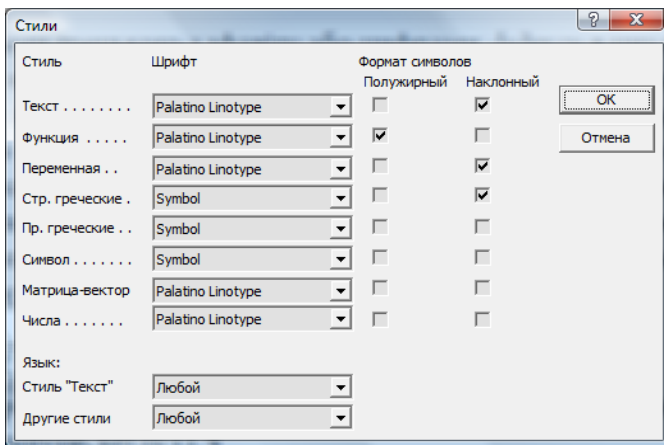 Стили
Стиль Шрифт Формат символов
Полужирный Наклонный
Текст . . . . . . . . Palatino Linotype OK
Функция . . . . . Palatino Linotype Отмена
Переменная . . Palatino Linotype
Стр. греческие . Symbol
Пр. греческие . . Symbol
Символ . . . . . . . Symbol
Матрица-вектор Palatino Linotype
Числа . . . . . . . Palatino Linotype
Язык:
Стиль "Текст" Любой
Другие стили Любой